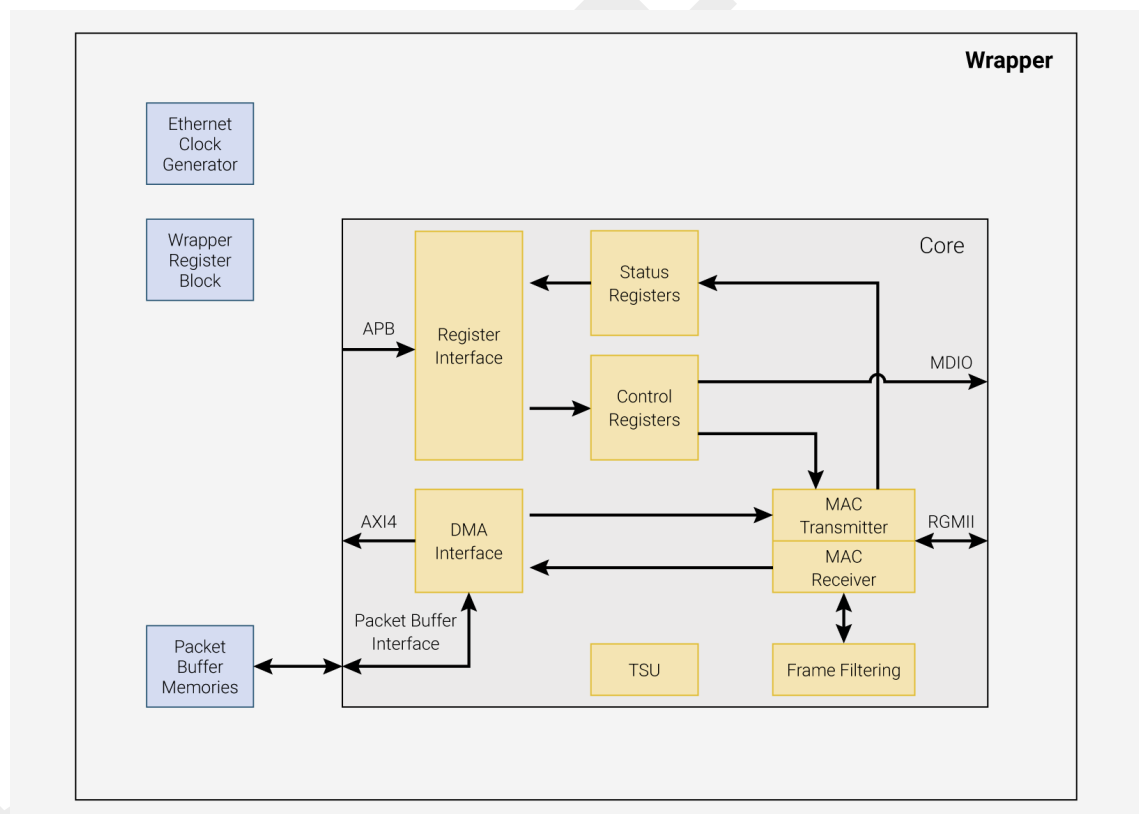 Wrapper
Ethernet
Clock
Generator
Wrapper
Register
Block
Core
APB
Register
Interface
Status
Registers
Control
Registers
MDIO
AXI4
DMA
Interface
MAC
Transmitter
MAC
Receiver
RGMII
Packet Buffer
Interface
Packet
Buffer
Memories
TSU
Frame Filtering